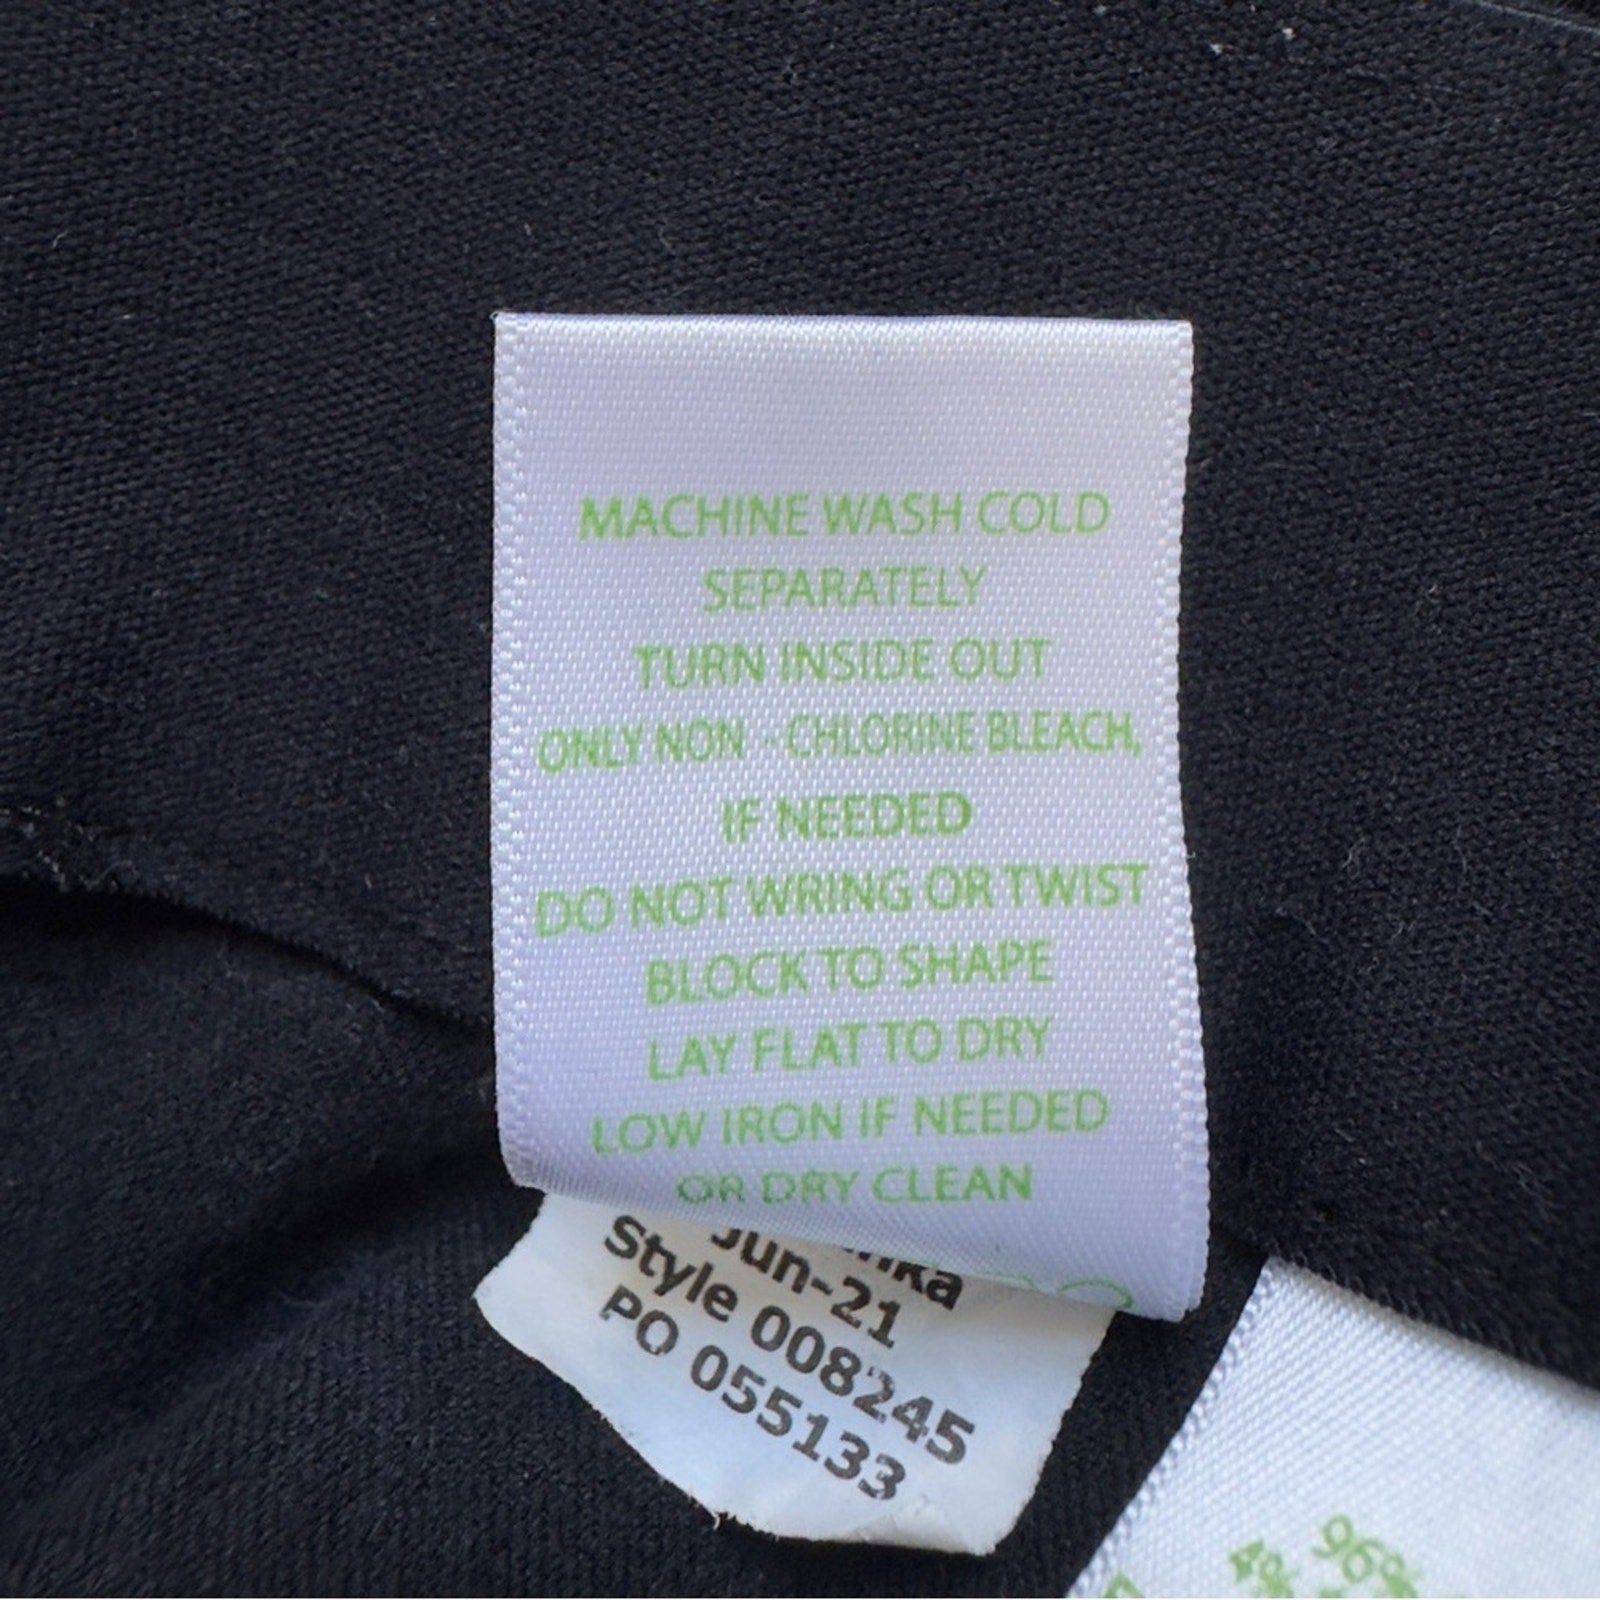 MACHINE WASH COLD
SEPARATELY
TURN INSIDE OUT
ONLY NON - CHLORINE BLEACH,
IF NEEDED
DO NOT WRING OR TWIST
BLOCK TO SHAPE
LAY FLAT TO DRY
LOW IRON IF NEEDED
OR DRY CLEAN
Jun-21
Style 008245
PO 055133
96%
4%